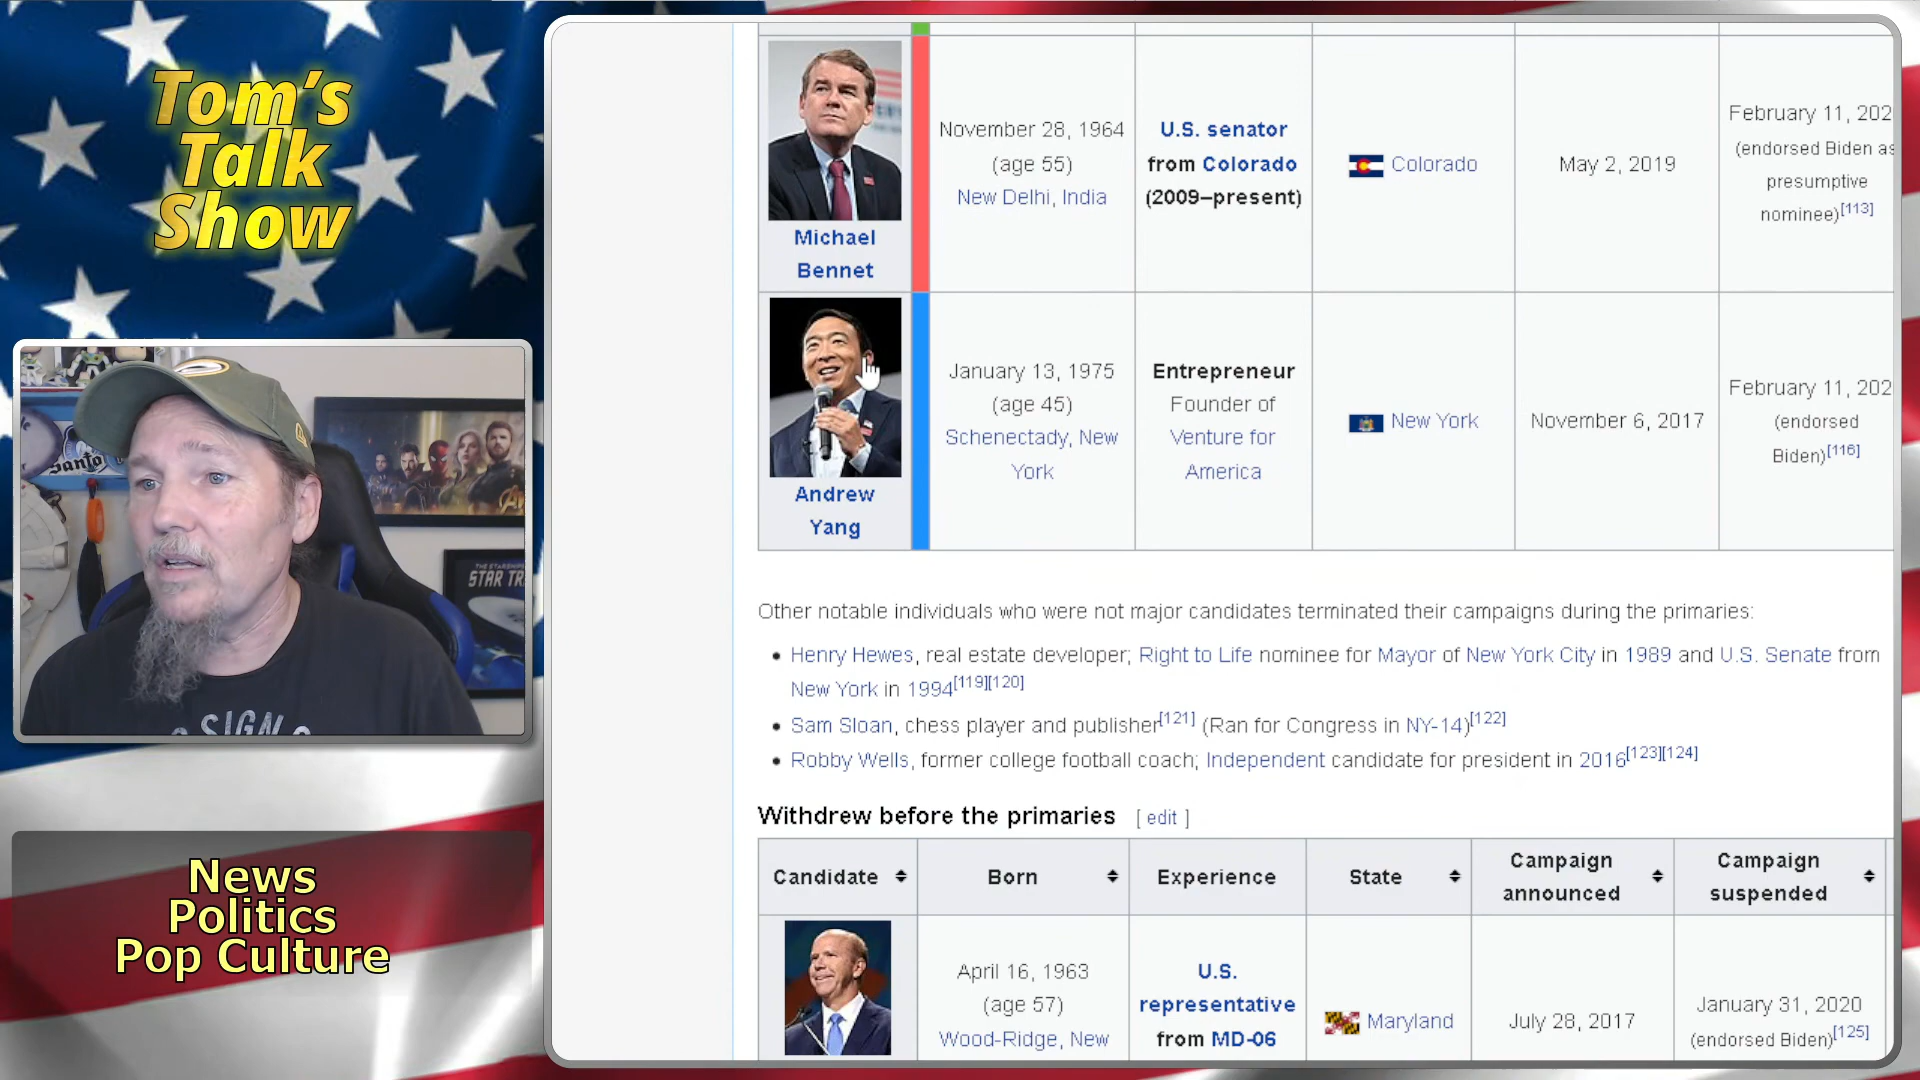 Tom's
Talk
Show
News
Politics
Pop Culture
Santo
THE STARSHIPS
STAR TR
SIGN
Michael
Bennet
November 28, 1964
(age 55)
New Delhi, India
U.S. senator
from Colorado
(2009–present)
Colorado
May 2, 2019
February 11, 202
(endorsed Biden as
presumptive
nominee)[113]
Andrew
Yang
January 13, 1975
(age 45)
Schenectady, New
York
Entrepreneur
Founder of
Venture for
America
New York
November 6, 2017
February 11, 202
(endorsed
Biden)[116]
Other notable individuals who were not major candidates terminated their campaigns during the primaries:
• Henry Hewes, real estate developer; Right to Life nominee for Mayor of New York City in 1989 and U.S. Senate from
New York in 1994[119][120]
• Sam Sloan, chess player and publisher[121] (Ran for Congress in NY-14)[122]
• Robby Wells, former college football coach; Independent candidate for president in 2016[123][124]
Withdrew before the primaries [ edit ]
Candidate
Born
Experience
State
Campaign
announced
Campaign
suspended
April 16, 1963
(age 57)
Wood-Ridge, New
U.S.
representative
from MD-06
Maryland
July 28, 2017
January 31, 2020
(endorsed Biden)[125]